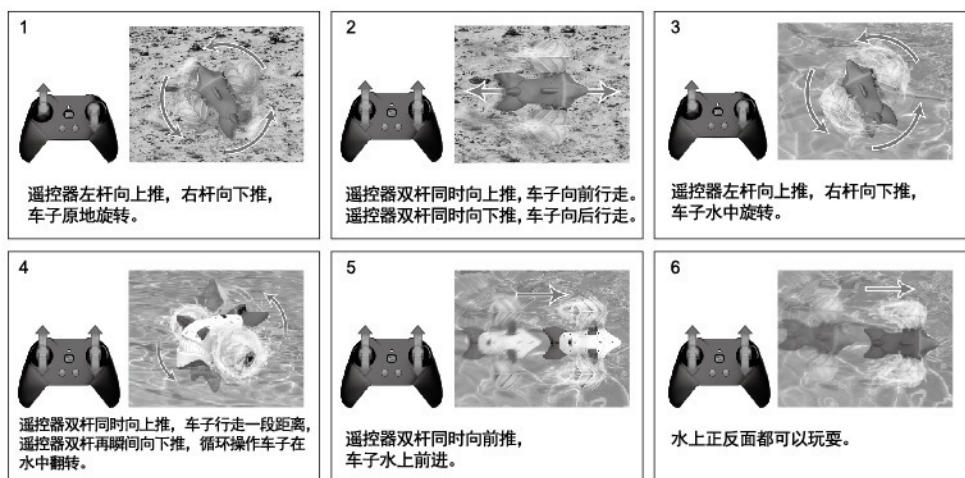 1
遥控器左杆向上推，右杆向下推，
车子原地旋转。
2
遥控器双杆同时向上推，车子向前行走。
遥控器双杆同时向下推，车子向后行走。
3
遥控器左杆向上推，右杆向下推，
车子水中旋转。
4
遥控器双杆同时向上推，车子行走一段距离，
遥控器双杆再瞬间向下推，循环操作车子在
水中翻转。
5
遥控器双杆同时向前推，
车子水上前进。
6
水上正反面都可以玩耍。